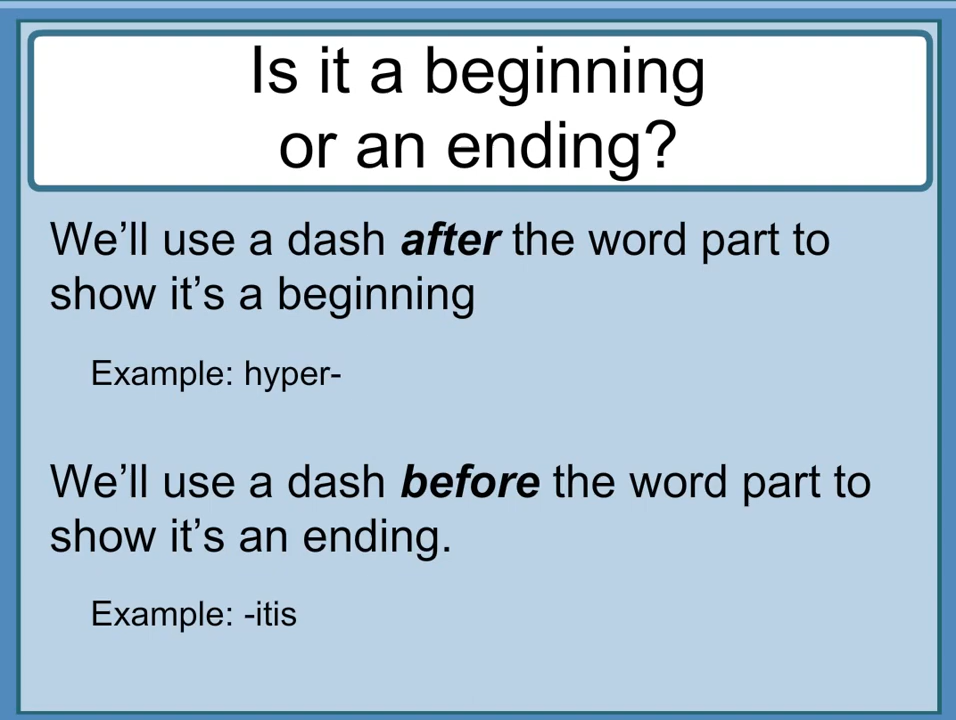 Is it a beginning
or an ending?
We’ll use a dash after the word part to
show it’s a beginning
Example: hyper-
We’ll use a dash before the word part to
show it’s an ending.
Example: -itis